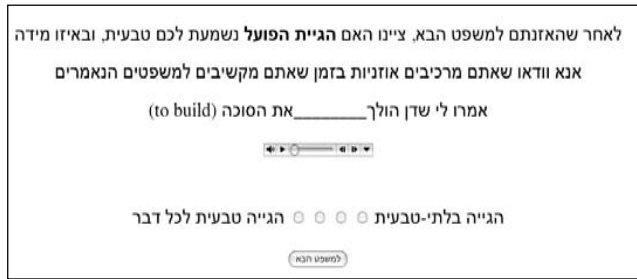 לאחר שהאזנתם למשפט הבא, ציינו האם הגיית הפועל נשמעת לכם טבעית, ובאיזו מידה
אנא וודאו שאתם מרכיבים אוזניות בזמן שאתם מקשיבים למשפטים הנאמרים
אמרו לי שדן הולך________את הסוכה (to build)
הגייה בלתי-טבעית הגייה טבעית לכל דבר
למשפט הבא